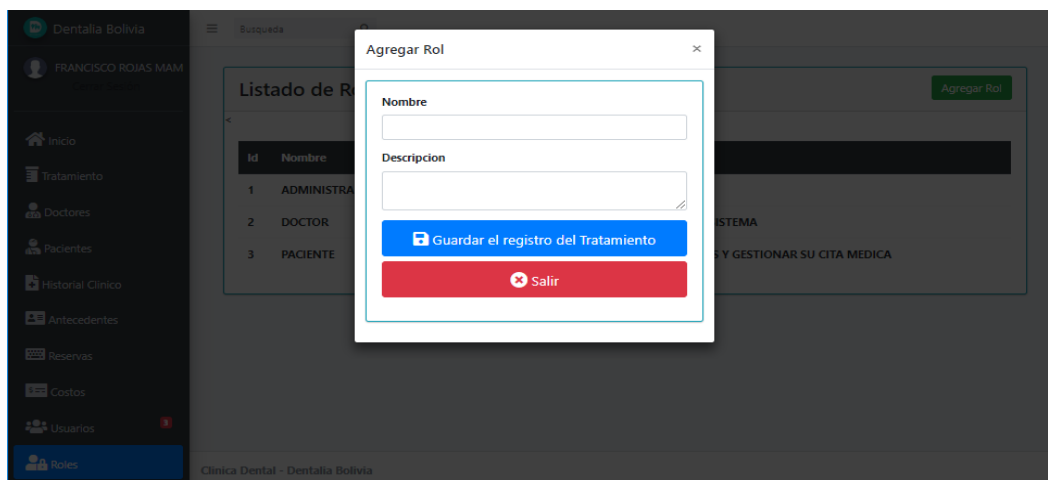 Dentalia Bolivia
Busqueda
FRANCISCO ROJAS MAM
Agregar Rol
×
Listado de R
Agregar Rol
<
Nombre
Descripcion
Id Nombre
1 ADMINISTRA
2 DOCTOR ISTEMA
3 PACIENTE S Y GESTIONAR SU CITA MEDICA
Guardar el registro del Tratamiento
Salir
Inicio
Tratamiento
Doctores
Pacientes
Historial Clinico
Antecedentes
Reservas
Costos
Usuarios 3
Roles
Clinica Dental - Dentalia Bolivia